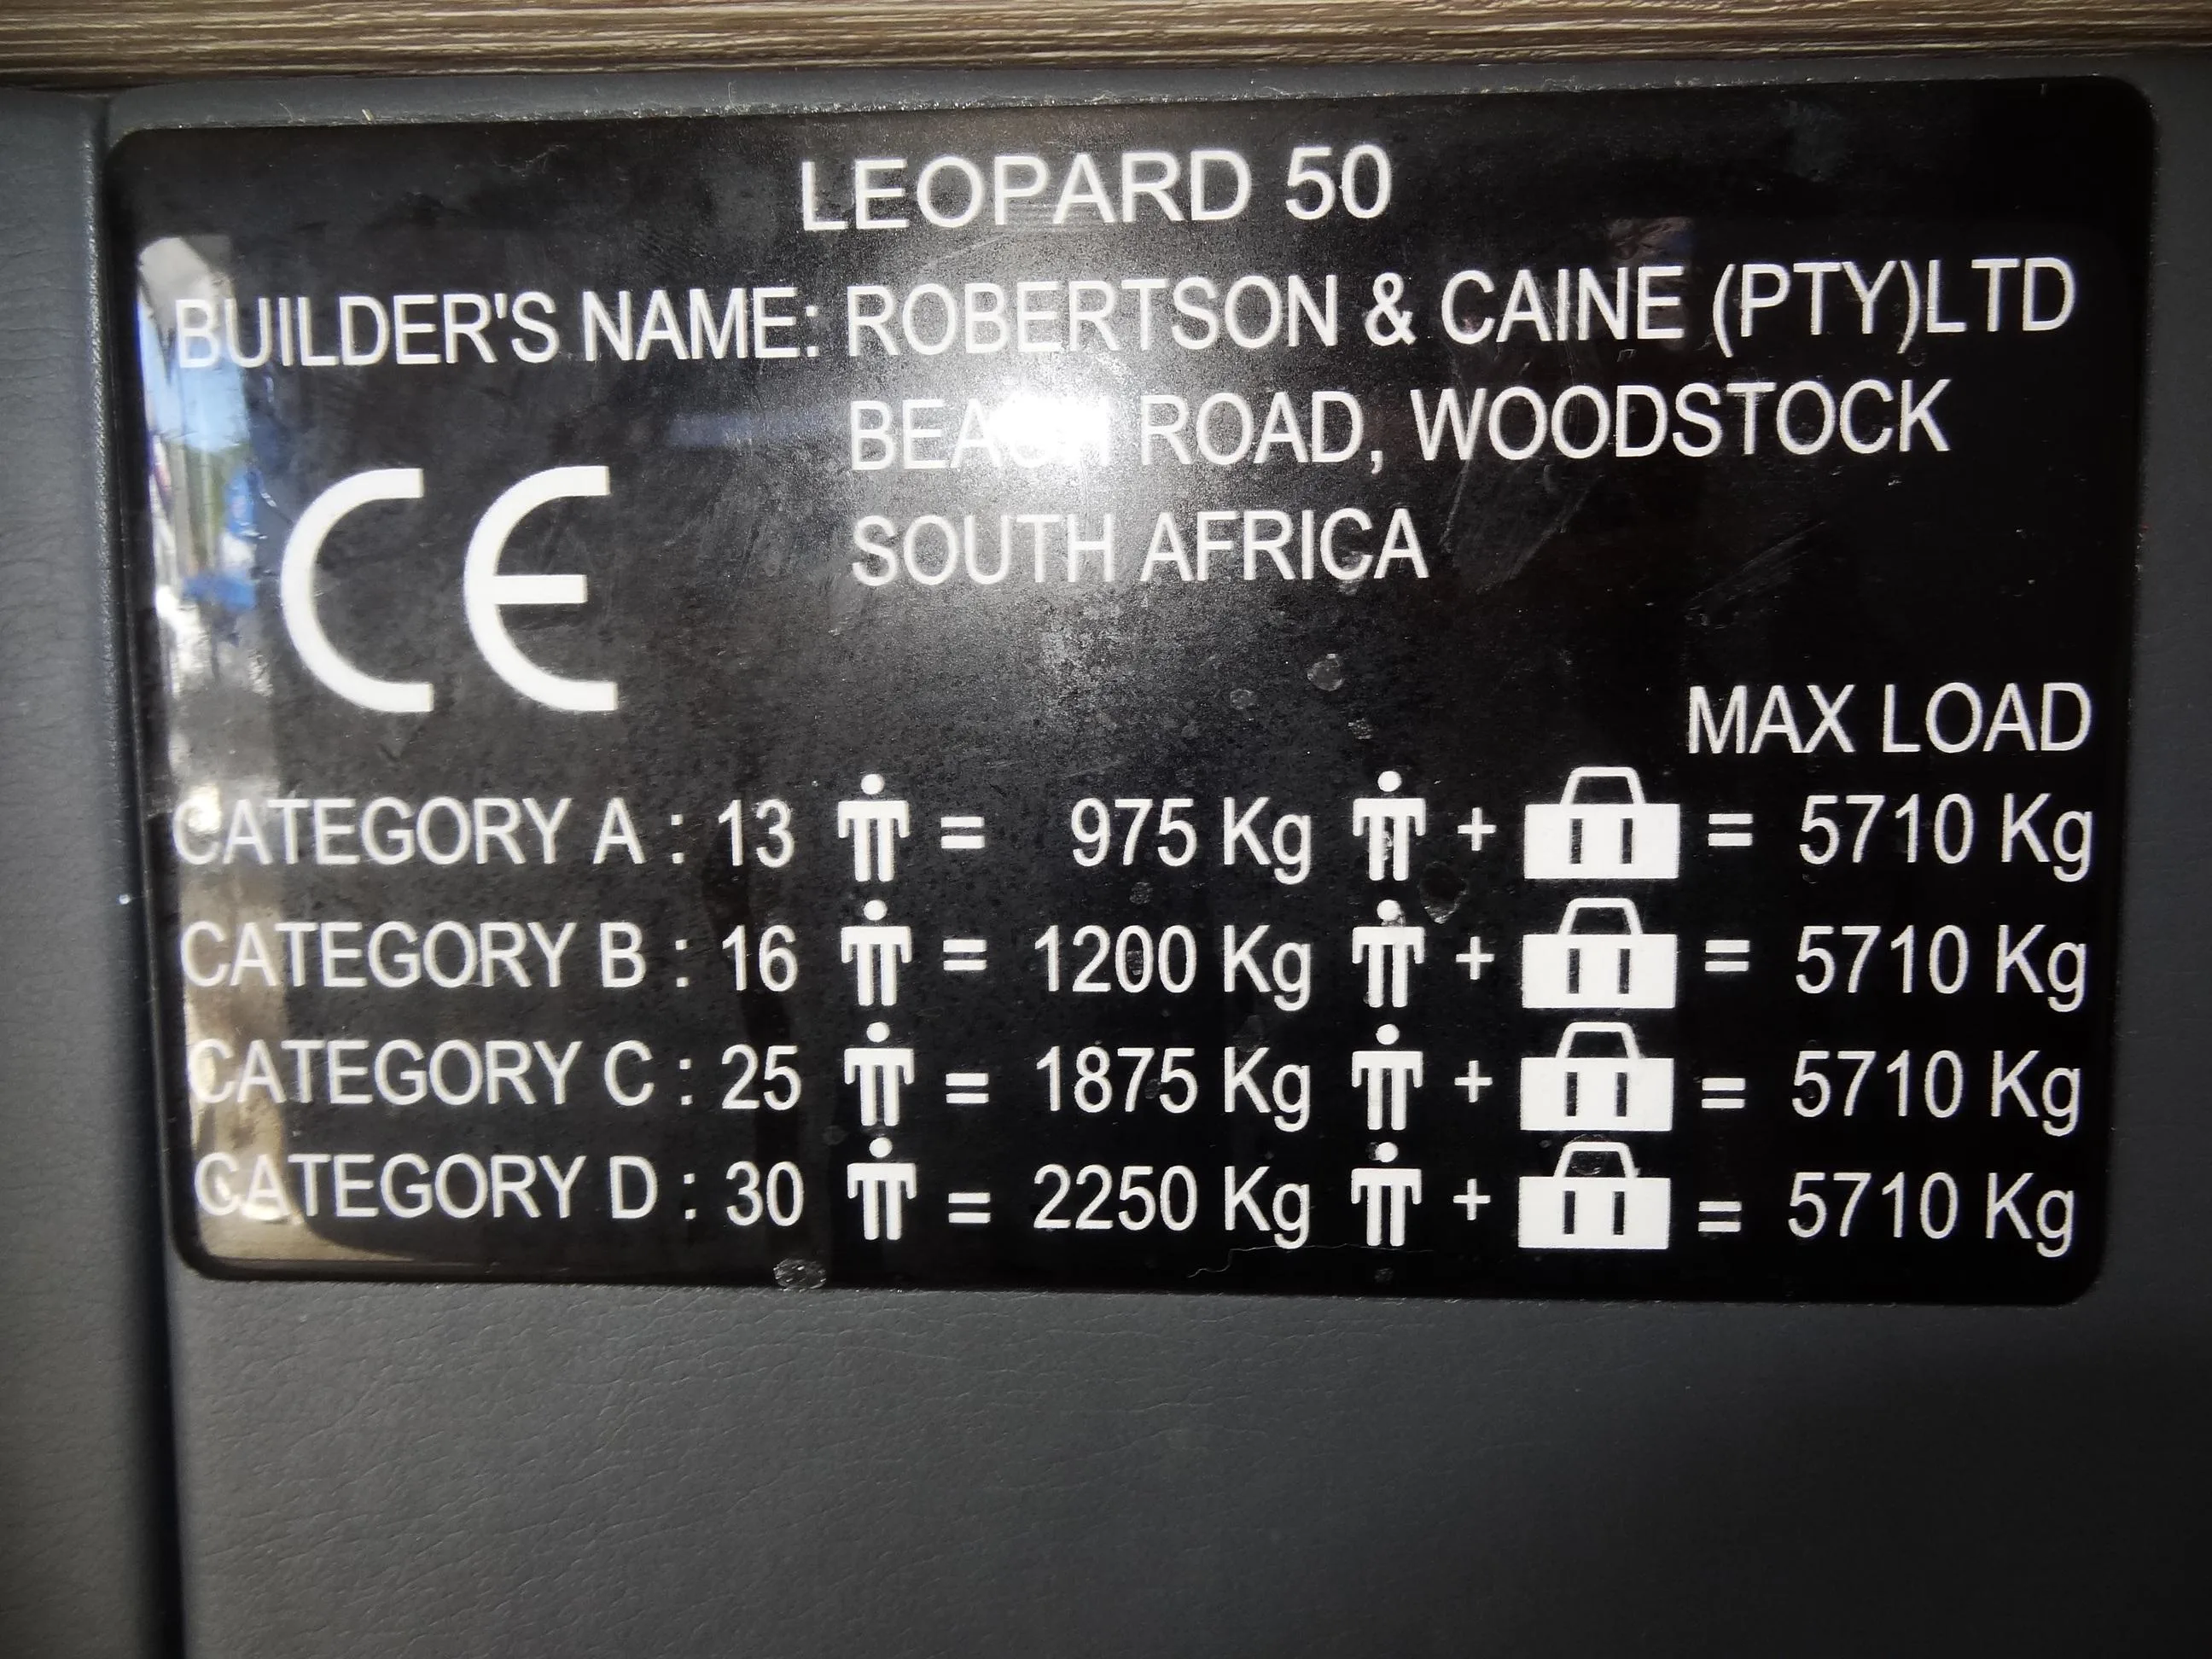 LEOPARD 50
BUILDER'S NAME: ROBERTSON & CAINE (PTY)LTD
BEACH ROAD, WOODSTOCK
SOUTH AFRICA
CE
MAX LOAD
CATEGORY A : 13 = 975 Kg + = 5710 Kg
CATEGORY B : 16 = 1200 Kg + = 5710 Kg
CATEGORY C : 25 = 1875 Kg + = 5710 Kg
CATEGORY D : 30 = 2250 Kg + = 5710 Kg